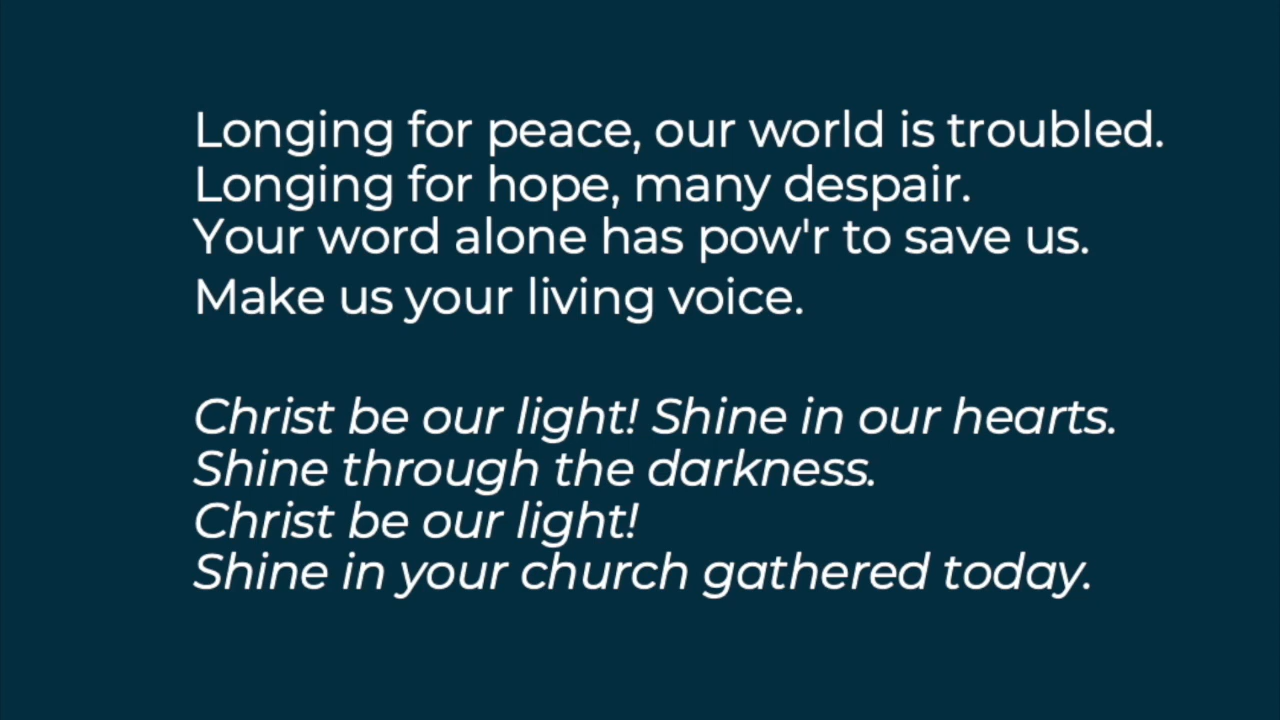 Longing for peace, our world is troubled.
Longing for hope, many despair.
Your word alone has pow'r to save us.
Make us your living voice.
Christ be our light! Shine in our hearts.
Shine through the darkness.
Christ be our light!
Shine in your church gathered today.